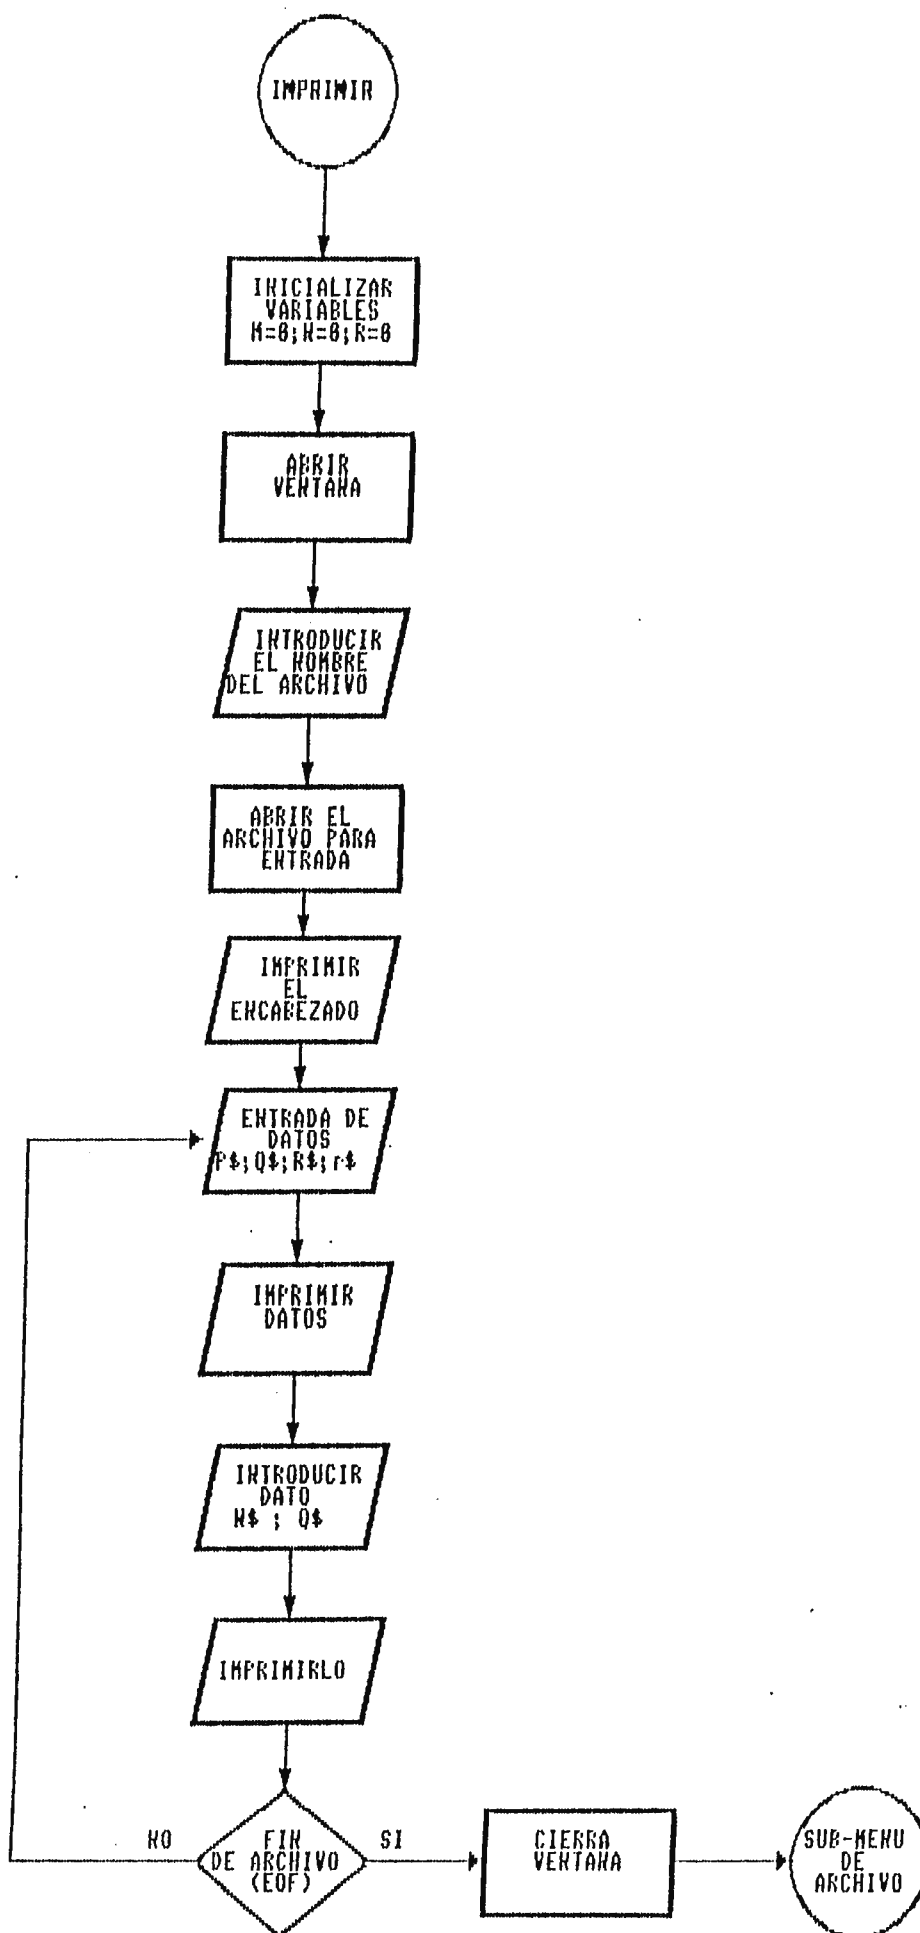 IMPRIMIR
INICIALIZAR
VARIABLES
M=0;N=0;R=0
ABRIR
VENTANA
INTRODUCIR
EL NOMBRE
DEL ARCHIVO
ABRIR EL
ARCHIVO PARA
ENTRADA
IMPRIMIR
EL
ENCABEZADO
ENTRADA DE
DATOS
P$;Q$;R$;r$
IMPRIMIR
DATOS
INTRODUCIR
DATO
N$ ; Q$
IMPRIMIRLO
NO
FIN
DE ARCHIVO
(EOF)
SI
CIERRA
VENTANA
SUB-MENU
DE
ARCHIVO